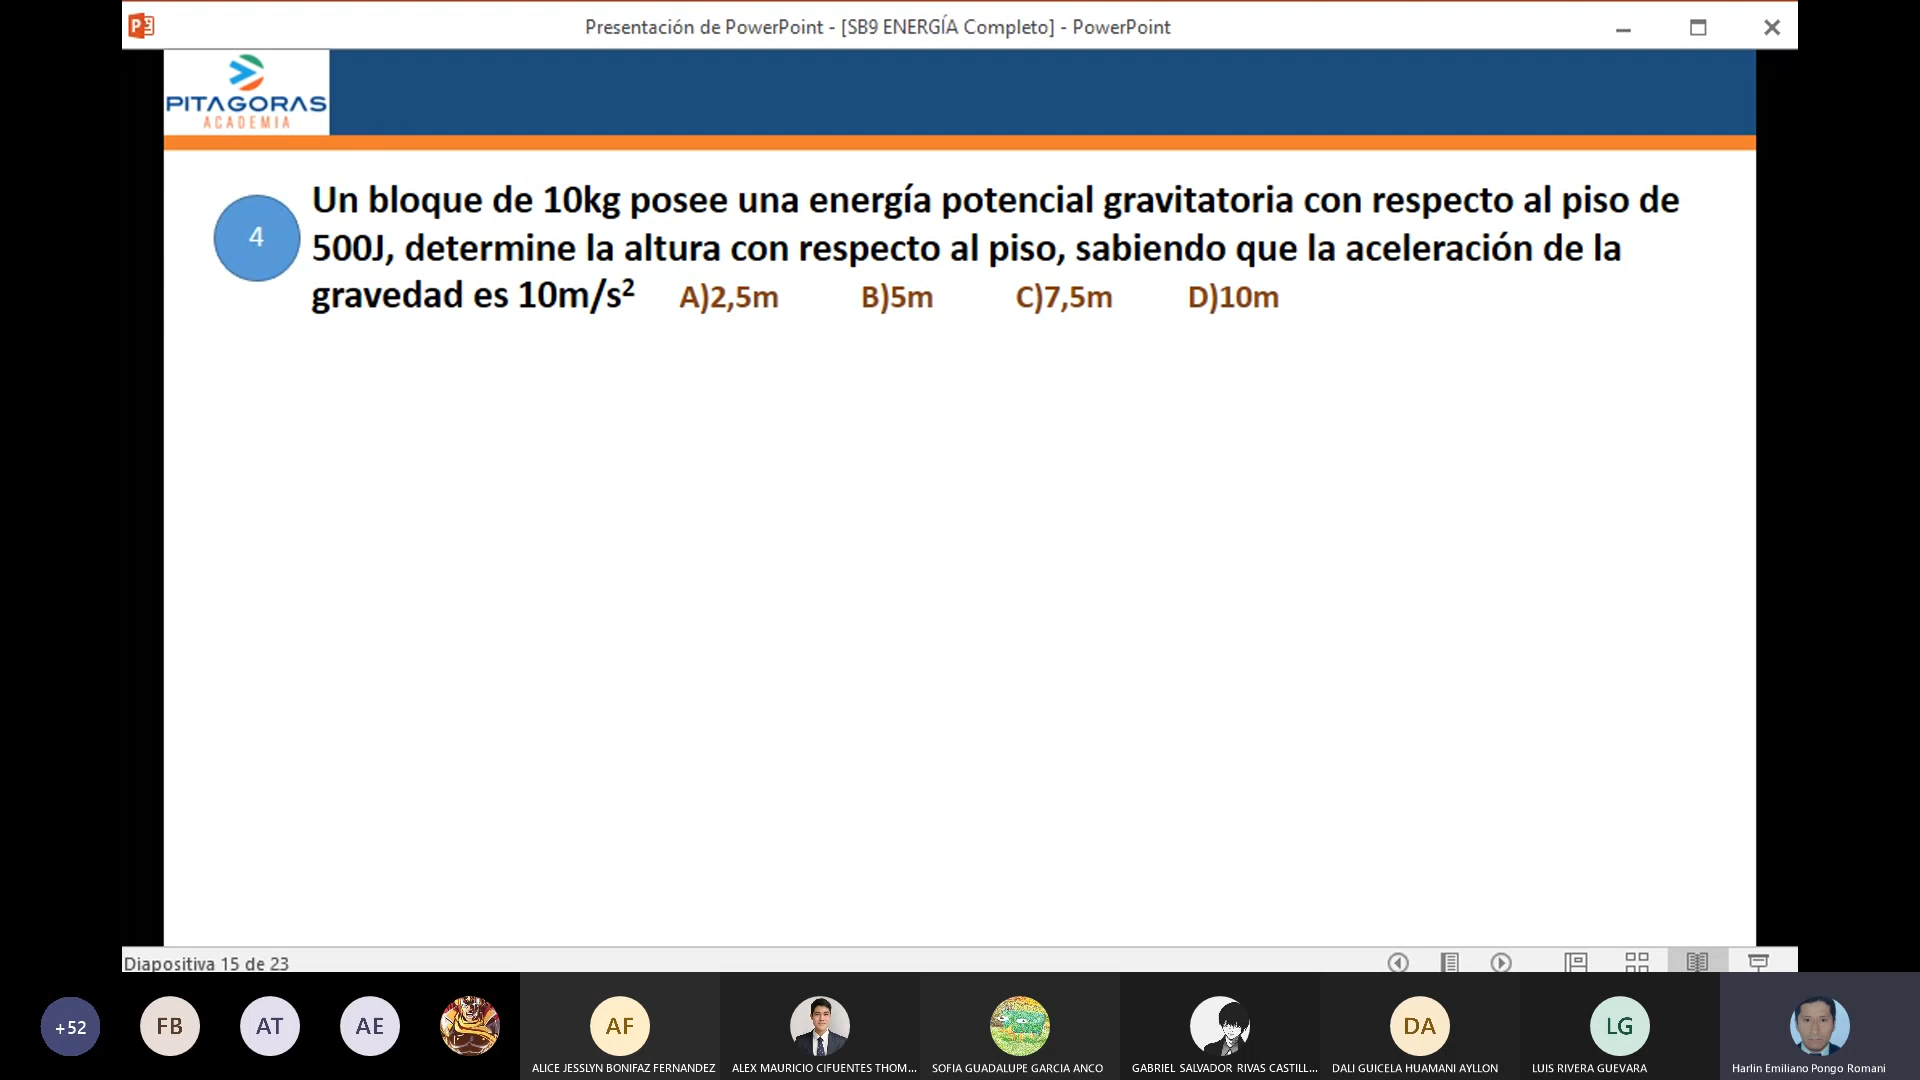 Presentación de PowerPoint - [SB9 ENERGÍA Completo] - PowerPoint
PITAGORAS
ACADEMIA
4
Un bloque de 10kg posee una energía potencial gravitatoria con respecto al piso de
500J, determine la altura con respecto al piso, sabiendo que la aceleración de la
gravedad es 10m/s² A)2,5m B)5m C)7,5m D)10m
Diapositiva 15 de 23
+52 FB AT AE AF DA LG
ALICE JESSLYN BONIFAZ FERNANDEZ ALEX MAURICIO CIFUENTES THOM... SOFIA GUADALUPE GARCIA ANCO GABRIEL SALVADOR RIVAS CASTILL... DALI GUICELA HUAMANI AYLLON LUIS RIVERA GUEVARA Harlin Emiliano Pongo Romani